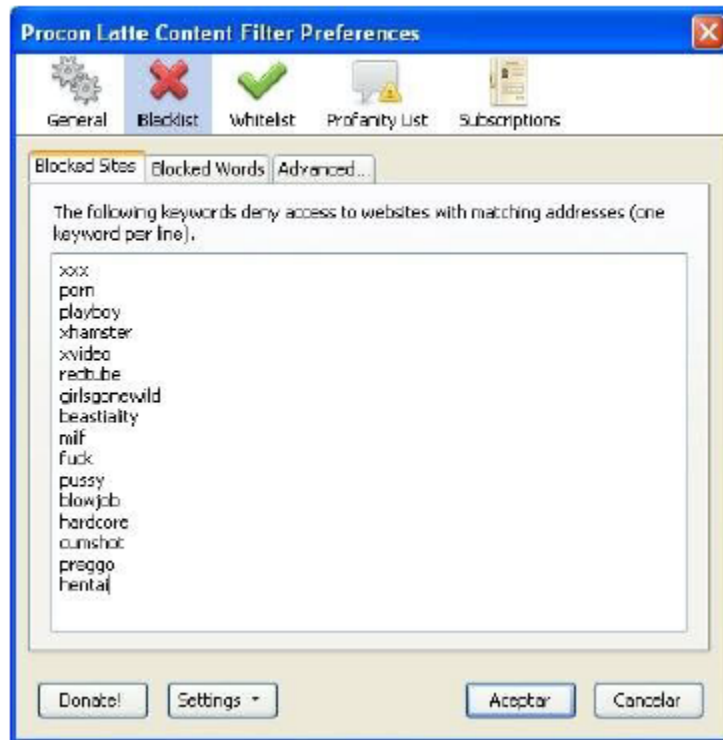 Procon Latte Content Filter Preferences
General Blacklist Whitelist Profanity List Subscriptions
Blocked Sites Blocked Words Advanced...
The following keywords deny access to websites with matching addresses (one
keyword per line).
xxx
porn
playboy
xhamster
xvideo
redtube
girlsgonewild
beastiality
milf
fuck
pussy
blowjob
hardcore
cumshot
preggo
hentai
Donate! Settings Aceptar Cancelar